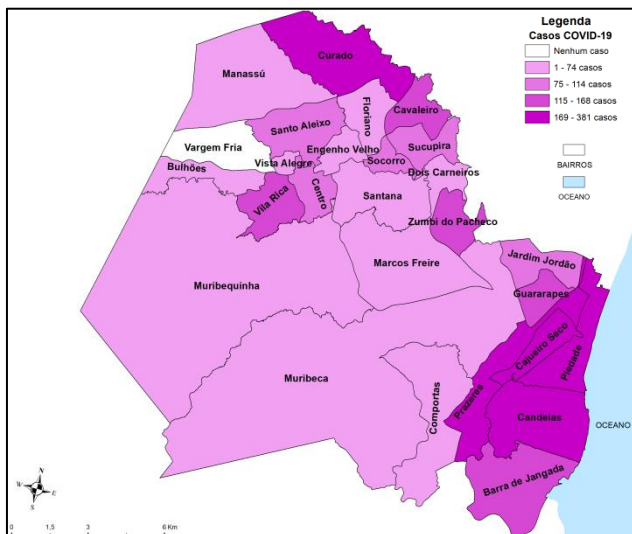 Legenda
Casos COVID-19
Nenhum caso
1 - 74 casos
75 - 114 casos
115 - 168 casos
169 - 381 casos
BAIRROS
OCEANO
Curado
Manassú
Floriano
Cavaleiro
Santo Aleixo
Vargem Fria
Engenho Velho
Sucupira
Vista Alegre
Socorro
Bulhões
Dois Carneiros
Vila Rica
Centro
Santana
Zumbi do Pacheco
Marcos Freire
Jardim Jordão
Muribequinha
Guararapes
Cajueiro Seco
Piedade
Muribeca
Comportas
Prazeres
Candeias
OCEANO
Barra de Jangada
N
W E
S
0 1,5 3 6 Km